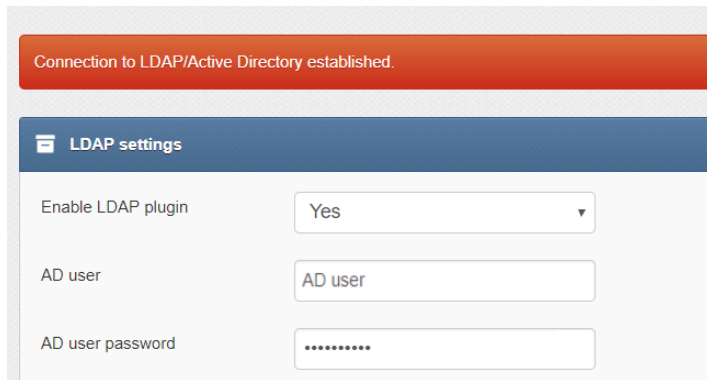 Connection to LDAP/Active Directory established.
LDAP settings
Enable LDAP plugin Yes
AD user AD user
AD user password ••••••••••